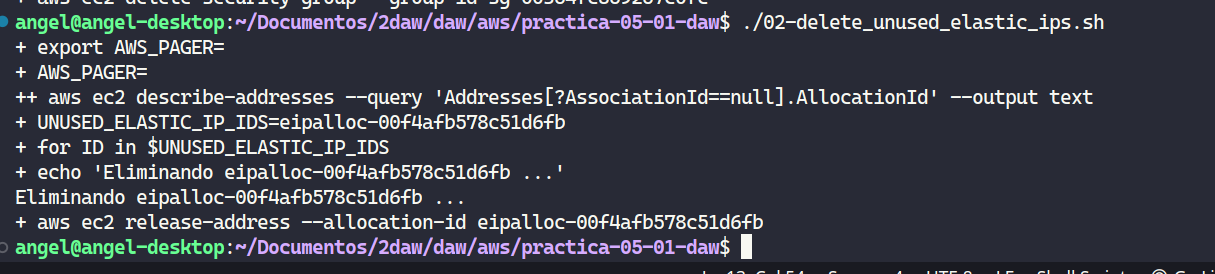 angel@angel-desktop:~/Documentos/2daw/daw/aws/practica-05-01-daw$ ./02-delete_unused_elastic_ips.sh
+ export AWS_PAGER=
+ AWS_PAGER=
++ aws ec2 describe-addresses --query 'Addresses[?AssociationId==null].AllocationId' --output text
+ UNUSED_ELASTIC_IP_IDS=eipalloc-00f4afb578c51d6fb
+ for ID in $UNUSED_ELASTIC_IP_IDS
+ echo 'Eliminando eipalloc-00f4afb578c51d6fb ...'
Eliminando eipalloc-00f4afb578c51d6fb ...
+ aws ec2 release-address --allocation-id eipalloc-00f4afb578c51d6fb
angel@angel-desktop:~/Documentos/2daw/daw/aws/practica-05-01-daw$